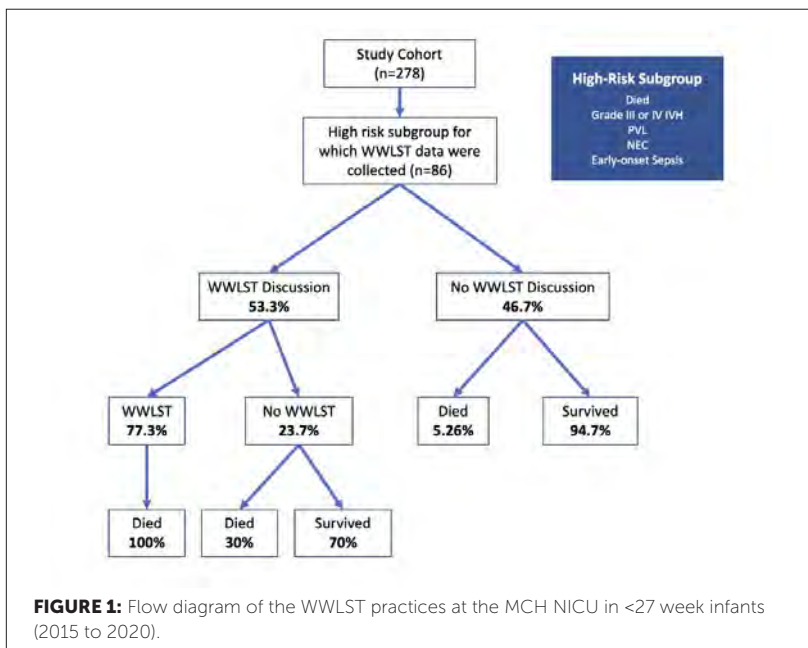 Study Cohort
(n=278)
High-Risk Subgroup
Died
Grade III or IV IVH
PVL
NEC
Early-onset Sepsis
High risk subgroup for
which WWLST data were
collected (n=86)
WWLST Discussion
53.3%
No WWLST Discussion
46.7%
WWLST
77.3%
No WWLST
23.7%
Died
5.26%
Survived
94.7%
Died
100%
Died
30%
Survived
70%
FIGURE 1: Flow diagram of the WWLST practices at the MCH NICU in <27 week infants
(2015 to 2020).